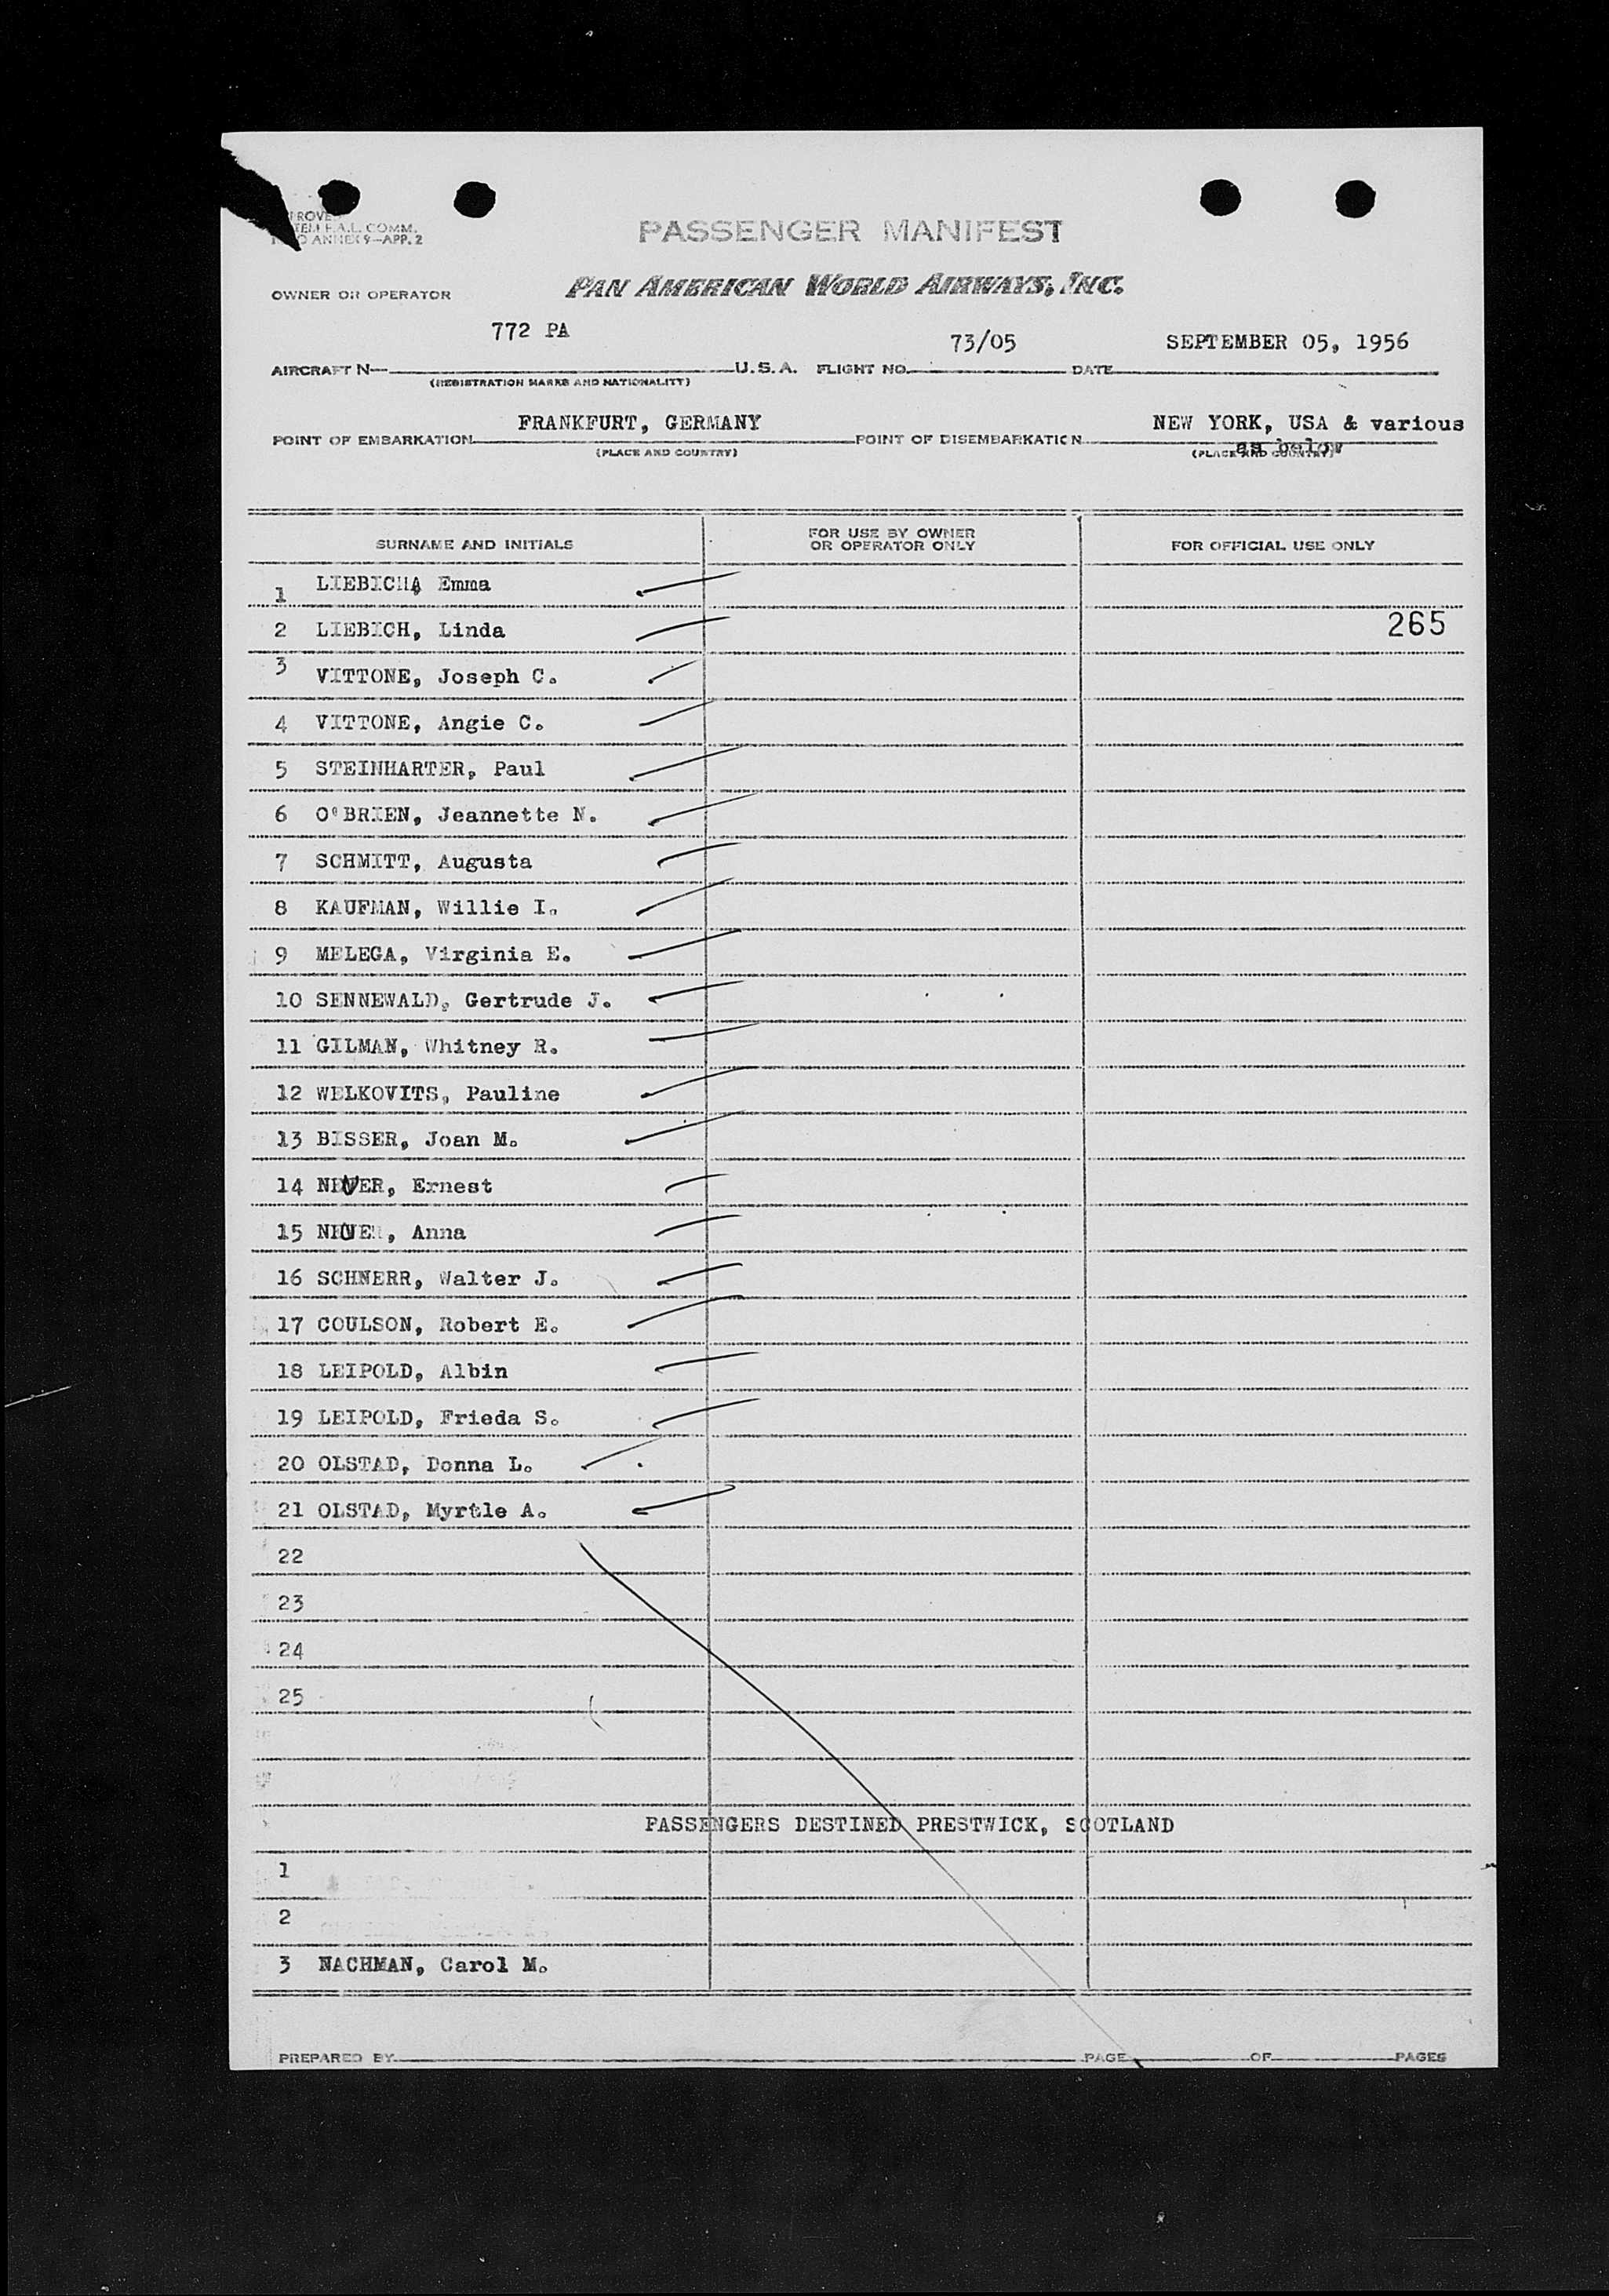 F.A.L. COMM.
ANNEX 9—APP. 2
PASSENGER MANIFEST
OWNER OR OPERATOR
PAN AMERICAN WORLD AIRWAYS, INC.
772 PA 73/05 SEPTEMBER 05, 1956
AIRCRAFT N— U.S.A. FLIGHT NO. DATE
(REGISTRATION MARKS AND NATIONALITY)
FRANKFURT, GERMANY NEW YORK, USA & various
POINT OF EMBARKATION POINT OF DISEMBARKATION as below
(PLACE AND COUNTRY) (PLACE AND COUNTRY)
SURNAME AND INITIALS FOR USE BY OWNER OR OPERATOR ONLY FOR OFFICIAL USE ONLY
1 Emma
2 LIEBICH, Linda 265
3 VITTONE, Joseph C.
4 VITTONE, Angie C.
5 STEINHARTER, Paul
6 O'BRIEN, Jeannette N.
7 SCHMITT, Augusta
8 KAUFMAN, Willie I.
9 MELEGA, Virginia E.
10 SENNEWALD, Gertrude J.
11 GILMAN, Whitney R.
12 WELKOVITS, Pauline
13 BISSER, Joan M.
14 Ernest
15 Anna
16 SCHNERR, Walter J.
17 COULSON, Robert E.
18 LEIPOLD, Albin
19 LEIPOLD, Frieda S.
20 OLSTAD, Donna L.
21 OLSTAD, Myrtle A.
22
23
24
25
PASSENGERS DESTINED PRESTWICK, SCOTLAND
1
2
3 NACHMAN, Carol M.
PREPARED BY PAGE OF PAGES